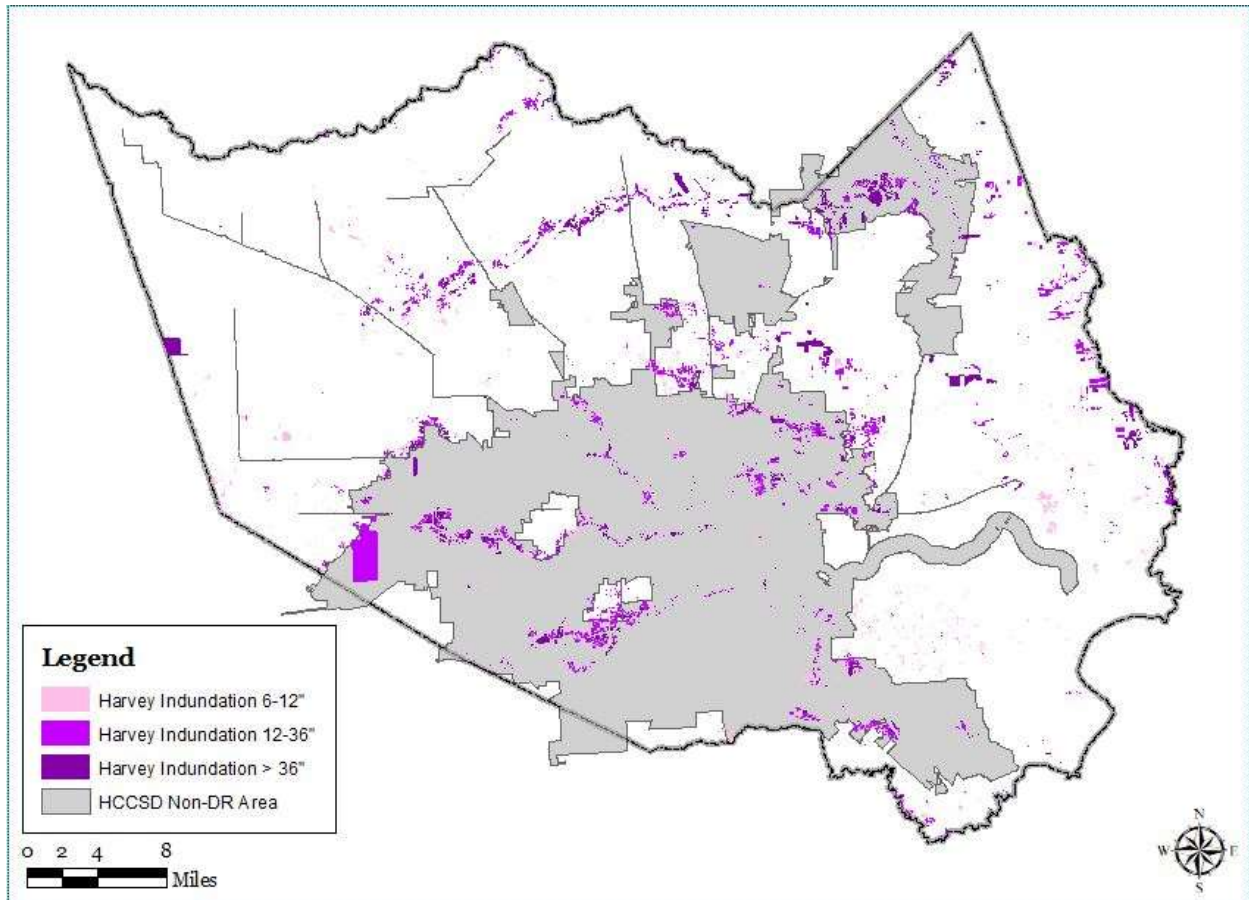 Legend
Harvey Indundation 6-12"
Harvey Indundation 12-36"
Harvey Indundation > 36"
HCCSD Non-DR Area
0 2 4 8
Miles
N
W E
S